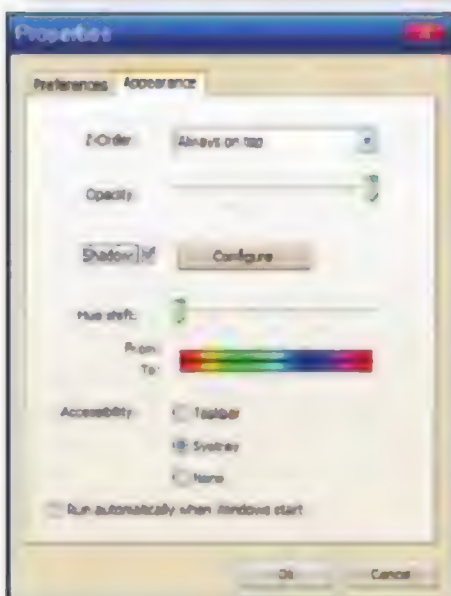 Properties
Preferences Appearance
Z-Order Always on top
Opacity
Shadow Configure
Hue shift:
From:
To:
Accessibility Taskbar
Systray
None
Run automatically when Windows start
Ok Cancel